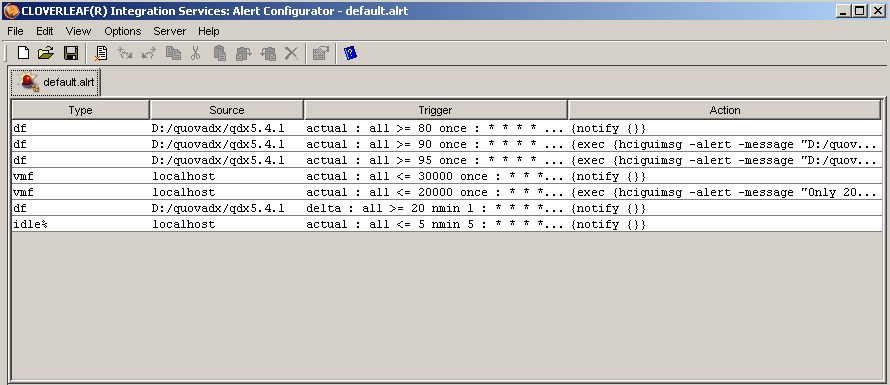 CLOVERLEAF(R) Integration Services: Alert Configurator - default.alrt
File Edit View Options Server Help
default.alrt
Type Source Trigger Action
df D:/quovadx/qdx5.4.1 actual : all >= 80 once : * * * * ... {notify {}}
df D:/quovadx/qdx5.4.1 actual : all >= 90 once : * * * * ... {exec {hciguimsg -alert -message "D:/quov...
df D:/quovadx/qdx5.4.1 actual : all >= 95 once : * * * * ... {exec {hciguimsg -alert -message "D:/quov...
vmf localhost actual : all <= 30000 once : * * *... {notify {}}
vmf localhost actual : all <= 20000 once : * * *... {exec {hciguimsg -alert -message "Only 20...
df D:/quovadx/qdx5.4.1 delta : all >= 20 nmin 1 : * * * *... {notify {}}
idle% localhost actual : all <= 5 nmin 5 : * * * *... {notify {}}